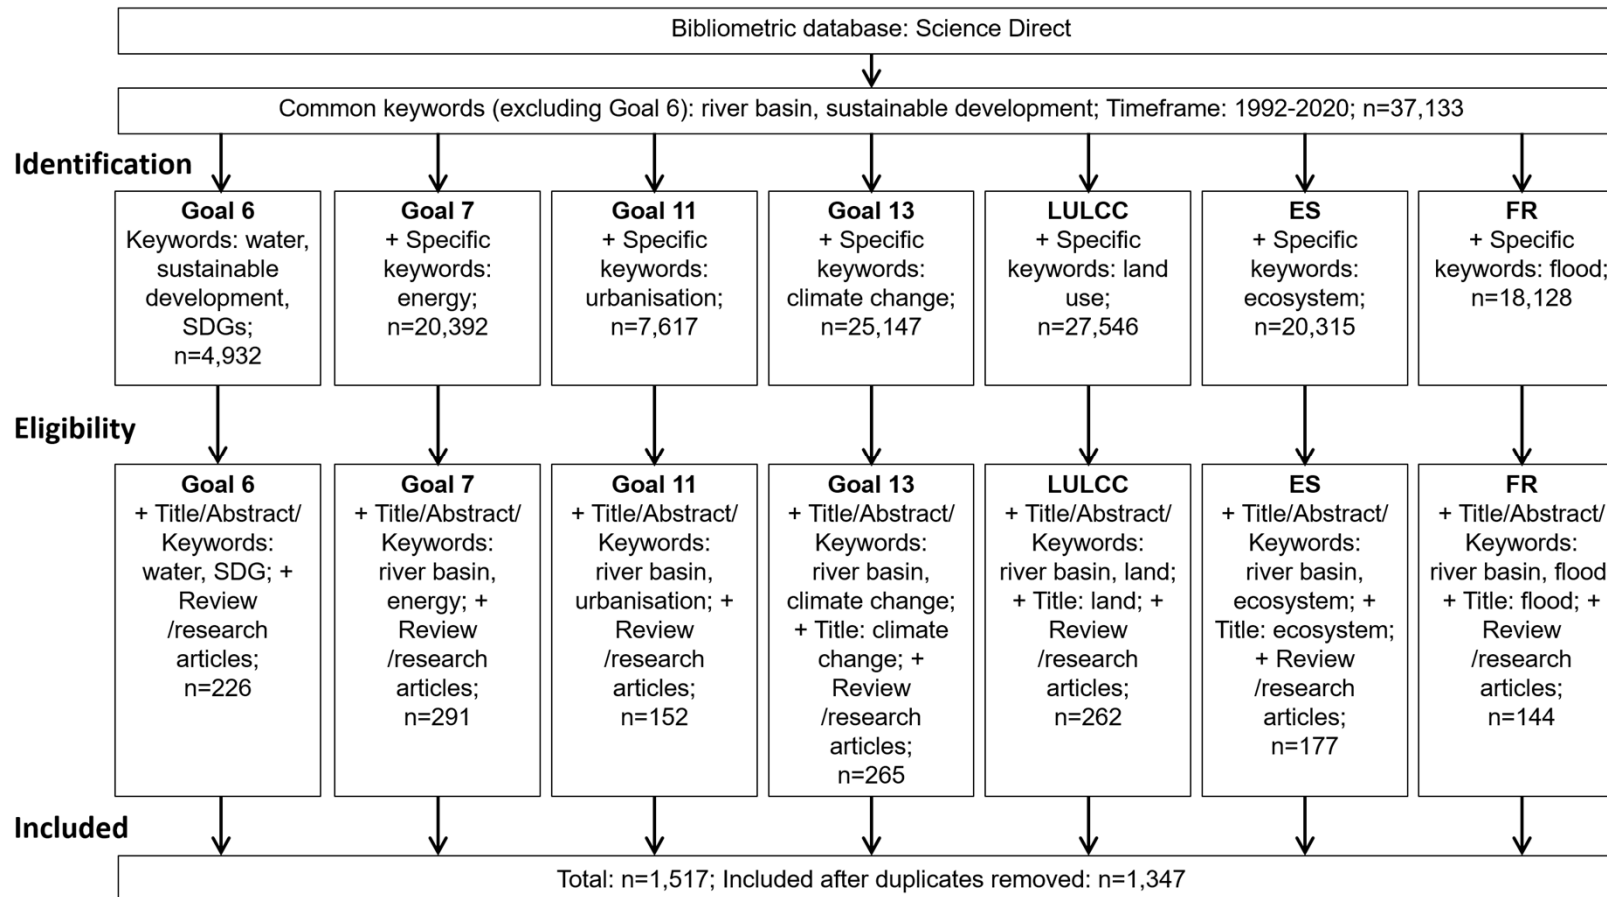 Bibliometric database: Science Direct
Common keywords (excluding Goal 6): river basin, sustainable development; Timeframe: 1992-2020; n=37,133
Identification
Goal 6
Keywords: water,
sustainable
development,
SDGs;
n=4,932
Goal 7
+ Specific
keywords:
energy;
n=20,392
Goal 11
+ Specific
keywords:
urbanisation;
n=7,617
Goal 13
+ Specific
keywords:
climate change;
n=25,147
LULCC
+ Specific
keywords: land
use;
n=27,546
ES
+ Specific
keywords:
ecosystem;
n=20,315
FR
+ Specific
keywords: flood;
n=18,128
Eligibility
Goal 6
+ Title/Abstract/
Keywords:
water, SDG; +
Review
/research
articles;
n=226
Goal 7
+ Title/Abstract/
Keywords:
river basin,
energy; +
Review
/research
articles;
n=291
Goal 11
+ Title/Abstract/
Keywords:
river basin,
urbanisation; +
Review
/research
articles;
n=152
Goal 13
+ Title/Abstract/
Keywords:
river basin,
climate change;
+ Title: climate
change; +
Review
/research
articles;
n=265
LULCC
+ Title/Abstract/
Keywords:
river basin, land;
+ Title: land; +
Review
/research
articles;
n=262
ES
+ Title/Abstract/
Keywords:
river basin,
ecosystem; +
Title: ecosystem;
+ Review
/research
articles;
n=177
FR
+ Title/Abstract/
Keywords:
river basin, flood
+ Title: flood; +
Review
/research
articles;
n=144
Included
Total: n=1,517; Included after duplicates removed: n=1,347